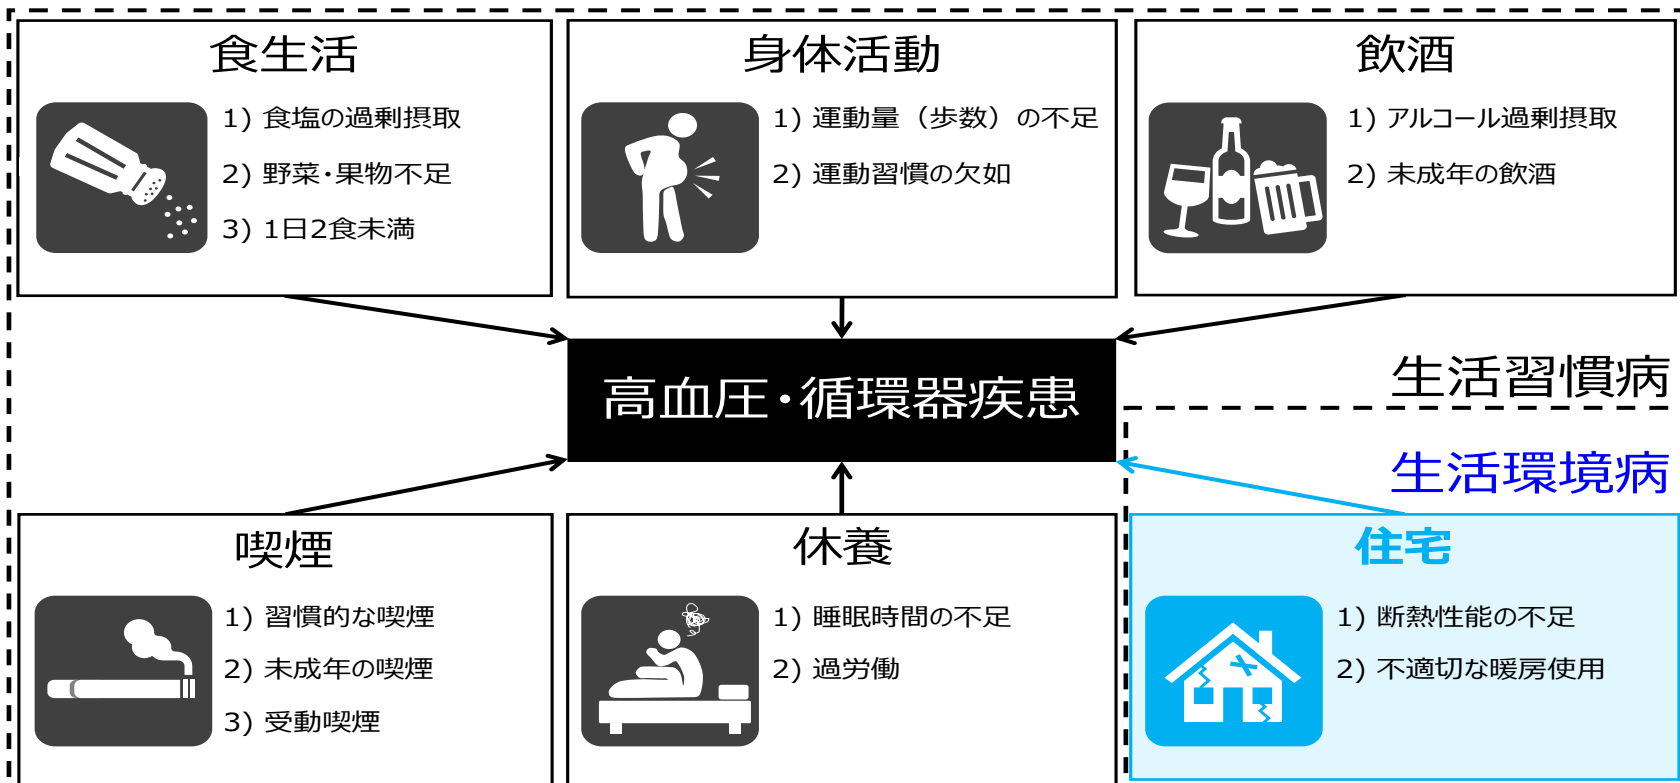 食生活
1) 食塩の過剰摂取
2) 野菜・果物不足
3) 1日2食未満
身体活動
1) 運動量（歩数）の不足
2) 運動習慣の欠如
飲酒
1) アルコール過剰摂取
2) 未成年の飲酒
高血圧・循環器疾患
生活習慣病
生活環境病
喫煙
1) 習慣的な喫煙
2) 未成年の喫煙
3) 受動喫煙
休養
1) 睡眠時間の不足
2) 過労働
住宅
1) 断熱性能の不足
2) 不適切な暖房使用